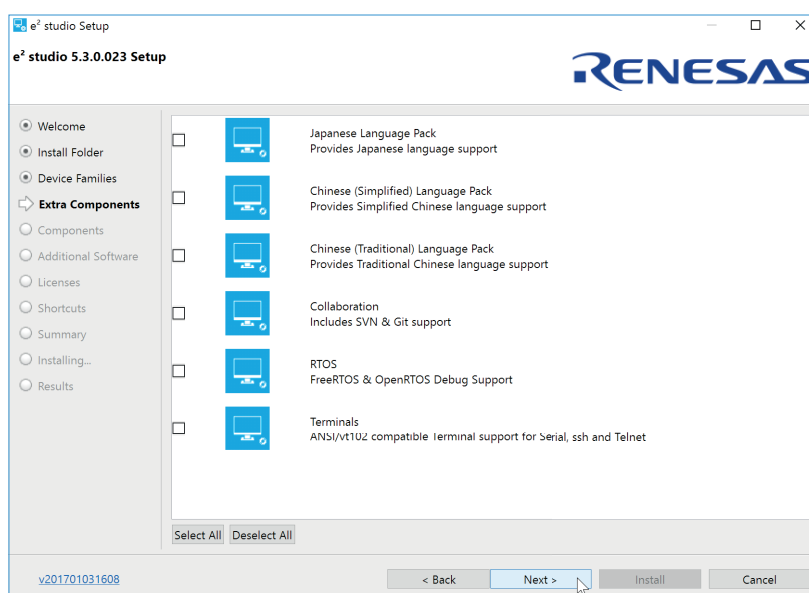 e² studio Setup
e² studio 5.3.0.023 Setup
RENESAS
Welcome
Install Folder
Device Families
Extra Components
Components
Additional Software
Licenses
Shortcuts
Summary
Installing...
Results
Japanese Language Pack
Provides Japanese language support
Chinese (Simplified) Language Pack
Provides Simplified Chinese language support
Chinese (Traditional) Language Pack
Provides Traditional Chinese language support
Collaboration
Includes SVN & Git support
RTOS
FreeRTOS & OpenRTOS Debug Support
Terminals
ANSI/vt102 compatible Terminal support for Serial, ssh and Telnet
Select All Deselect All
v201701031608
< Back Next > Install Cancel